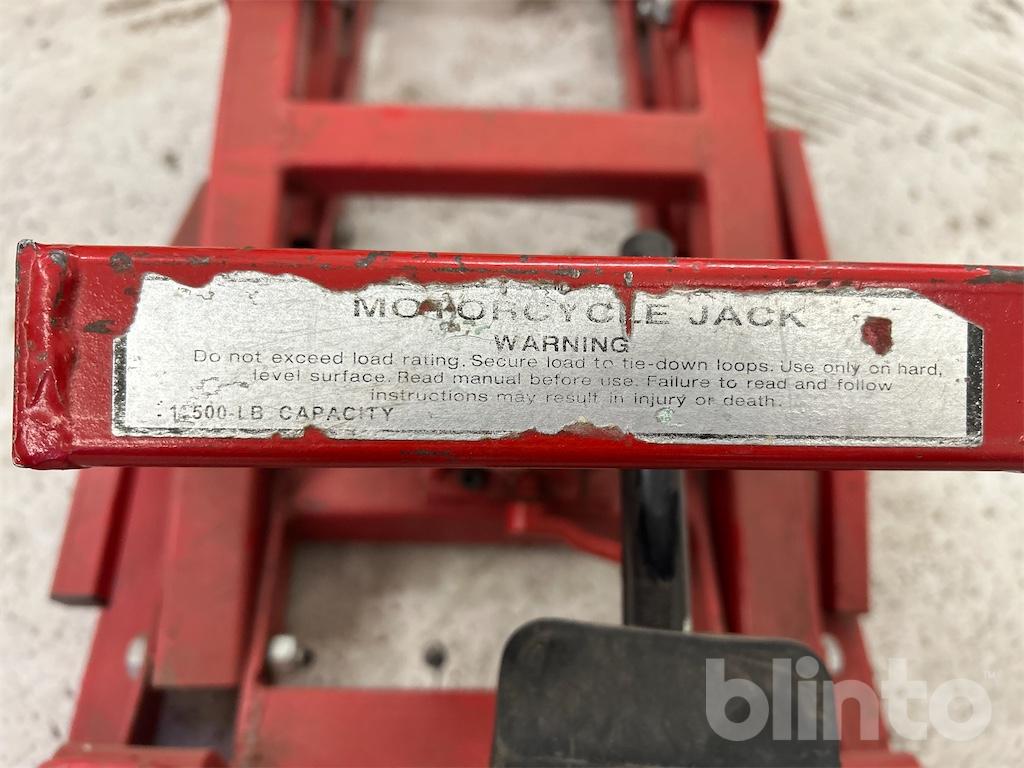 MOTORCYCLE JACK
WARNING
Do not exceed load rating. Secure load to tie-down loops. Use only on hard,
level surface. Read manual before use. Failure to read and follow
instructions may result in injury or death.
1,500-LB CAPACITY
blinto™